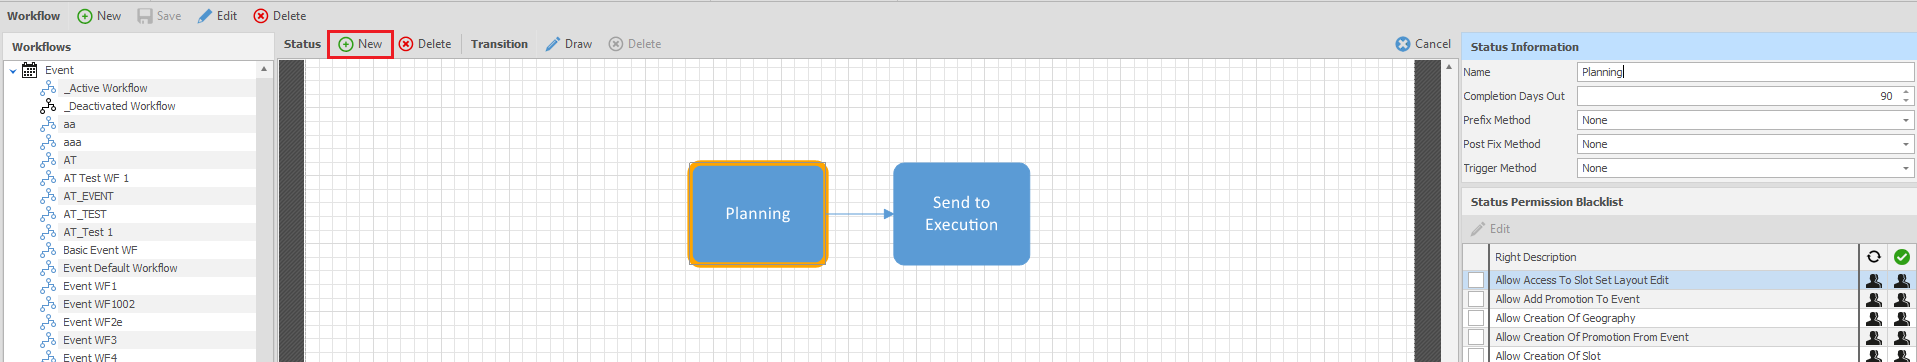 Workflow New Save Edit Delete
Workflows
Event
_Active Workflow
_Deactivated Workflow
aa
aaa
AT
AT Test WF 1
AT_EVENT
AT_TEST
AT_Test 1
Basic Event WF
Event Default Workflow
Event WF1
Event WF1002
Event WF2e
Event WF3
Event WF4
Status New Delete Transition Draw Delete Cancel
Planning
Send to
Execution
Status Information
Name Planning
Completion Days Out 90
Prefix Method None
Post Fix Method None
Trigger Method None
Status Permission Blacklist
Edit
Right Description
Allow Access To Slot Set Layout Edit
Allow Add Promotion To Event
Allow Creation Of Geography
Allow Creation Of Promotion From Event
Allow Creation Of Slot